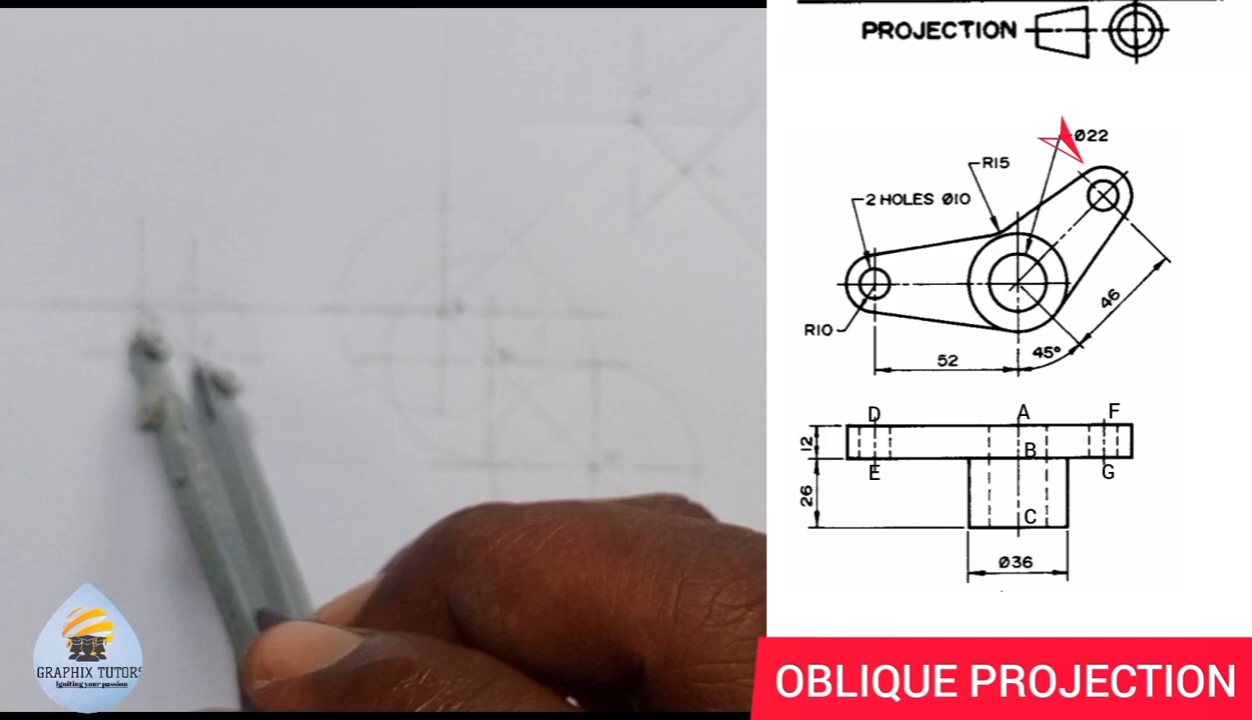 PROJECTION
Ø22
R15
2 HOLES Ø10
R10
46
45°
52
D
A
F
12
B
E
G
26
C
Ø36
GRAPHIX TUTORS
Igniting your passion
OBLIQUE PROJECTION